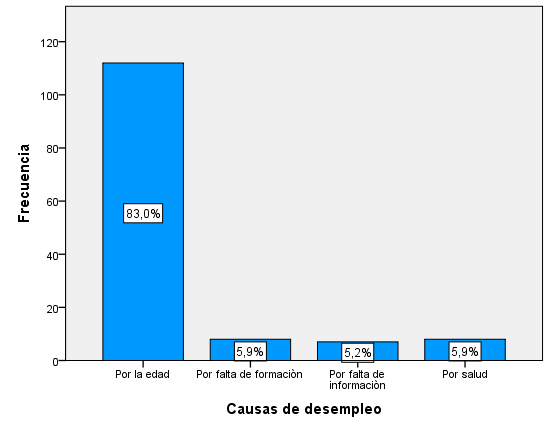 Frecuencia
120
100
80
60
40
20
0
83,0%
5,9%
5,2%
5,9%
Por la edad
Por falta de formaciòn
Por falta de
informaciòn
Por salud
Causas de desempleo